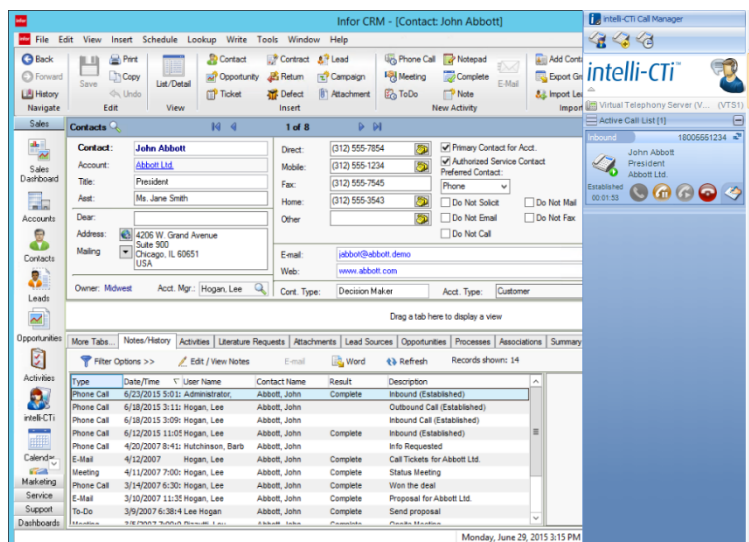 Infor CRM - [Contact: John Abbott]
File Edit View Insert Schedule Lookup Write Tools Window Help
Back
Forward
History
Navigate
Save
Print
Copy
Undo
Edit
List/Detail
View
Contact
Opportunity
Ticket
Contract
Return
Defect
Lead
Campaign
Attachment
Insert
Phone Call
Meeting
ToDo
Notepad
Complete
Note
E-Mail
New Activity
Add Cont
Export Gr
Import Le
Import
Sales
Sales Dashboard
Accounts
Contacts
Leads
Opportunities
Activities
intelli-CTi
Calendar
Marketing
Service
Support
Dashboards
Contacts
1 of 8
Contact: John Abbott
Account: Abbott Ltd.
Title: President
Asst: Ms. Jane Smith
Dear:
Address: 4206 W. Grand Avenue
Suite 900
Mailing Chicago, IL 60651
USA
Owner: Midwest Acct. Mgr.: Hogan, Lee
Direct: (312) 555-7854
Mobile: (312) 555-1234
Fax: (312) 555-7545
Home: (312) 555-3543
Other
Primary Contact for Acct.
Authorized Service Contact
Preferred Contact:
Phone
Do Not Solicit Do Not Mail
Do Not Email Do Not Fax
Do Not Call
E-mail: jabbot@abbott.demo
Web: www.abbott.com
Cont. Type: Decision Maker Acct. Type: Customer
Drag a tab here to display a view
More Tabs... Notes/History Activities Literature Requests Attachments Lead Sources Opportunities Processes Associations Summary
Filter Options >> Edit / View Notes E-mail Word Refresh Records shown: 14
Type Date/Time User Name Contact Name Result Description
Phone Call 6/23/2015 5:01: Administrator, Abbott, John Complete Inbound (Established)
Phone Call 6/18/2015 3:11: Hogan, Lee Abbott, John Outbound Call (Established)
Phone Call 6/18/2015 3:09: Hogan, Lee Abbott, John Inbound Call (Established)
Phone Call 6/12/2015 11:05 Hogan, Lee Abbott, John Complete Inbound (Established)
Phone Call 4/20/2007 8:41: Hutchinson, Barb Abbott, John Info Requested
E-Mail 4/12/2007 Hogan, Lee Abbott, John Complete Call Tickets for Abbott Ltd.
Meeting 4/11/2007 7:00: Hogan, Lee Abbott, John Complete Status Meeting
Phone Call 3/14/2007 6:30: Hogan, Lee Abbott, John Complete Won the deal
E-Mail 3/10/2007 11:35 Hogan, Lee Abbott, John Complete Proposal for Abbott Ltd.
To-Do 3/9/2007 6:38:4 Lee Hogan Abbott, John Complete Send proposal
Monday, June 29, 2015 3:15 PM
intelli-CTi Call Manager
intelli-CTi™
Virtual Telephony Server (V... (VTS1)
Active Call List [1]
Inbound 18005551234
John Abbott
President
Abbott Ltd.
Established
00:01:53